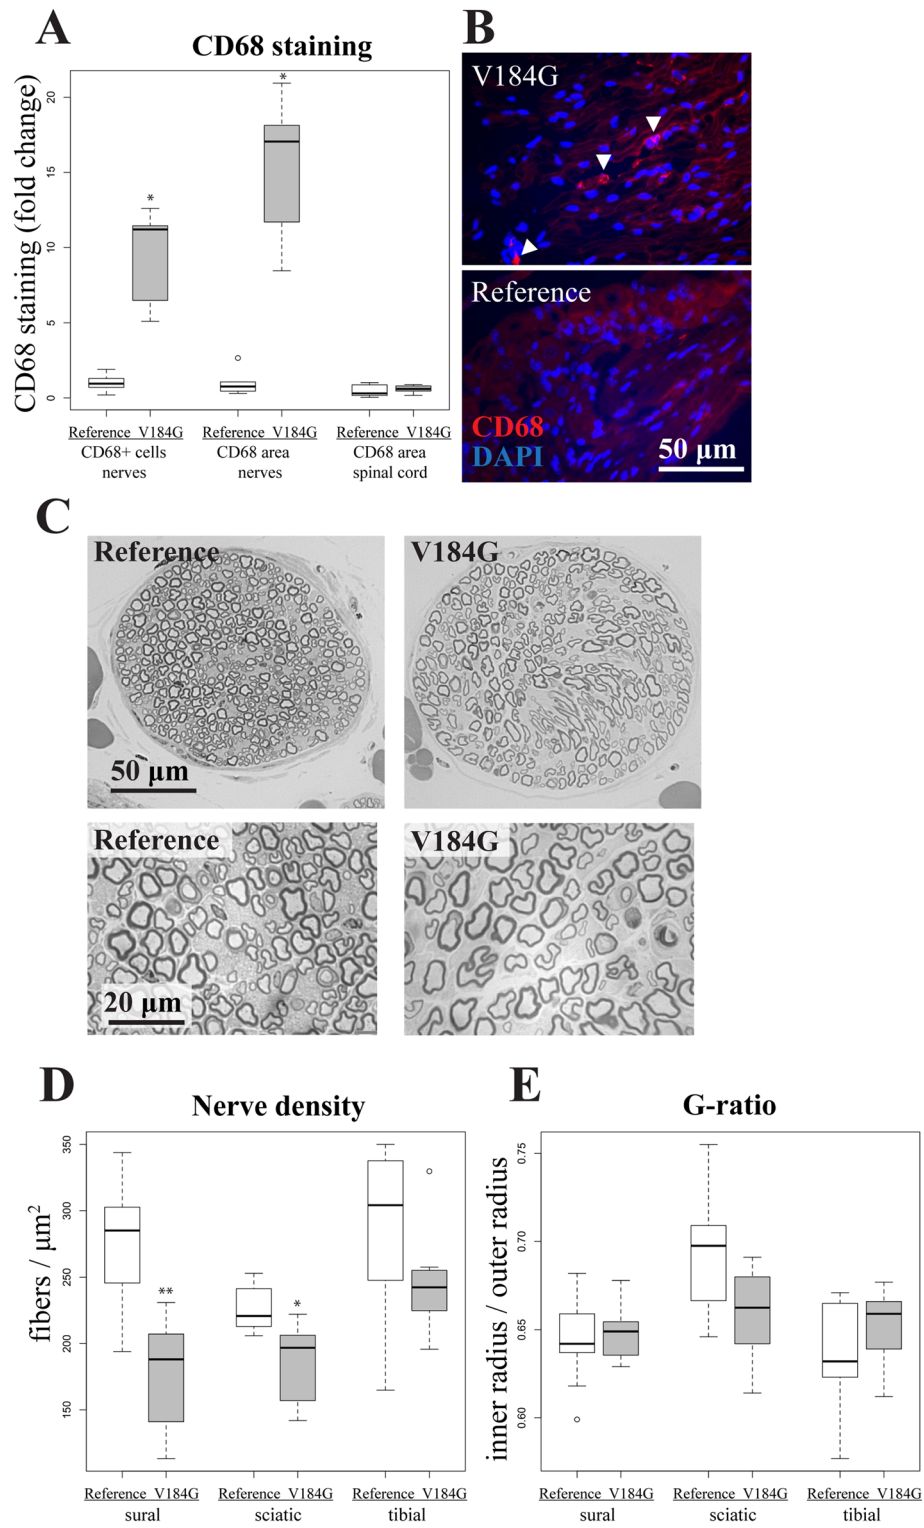 A
CD68 staining
CD68 staining (fold change)
20
15
10
5
0
*
*
Reference V184G
CD68+ cells
nerves
Reference V184G
CD68 area
nerves
Reference V184G
CD68 area
spinal cord
B
V184G
Reference
CD68
DAPI
50 μm
C
Reference
V184G
50 μm
Reference
V184G
20 μm
D
Nerve density
fibers / μm²
350
300
250
200
150
**
*
Reference V184G
sural
Reference V184G
sciatic
Reference V184G
tibial
E
G-ratio
inner radius / outer radius
0.75
0.70
0.65
0.60
Reference V184G
sural
Reference V184G
sciatic
Reference V184G
tibial